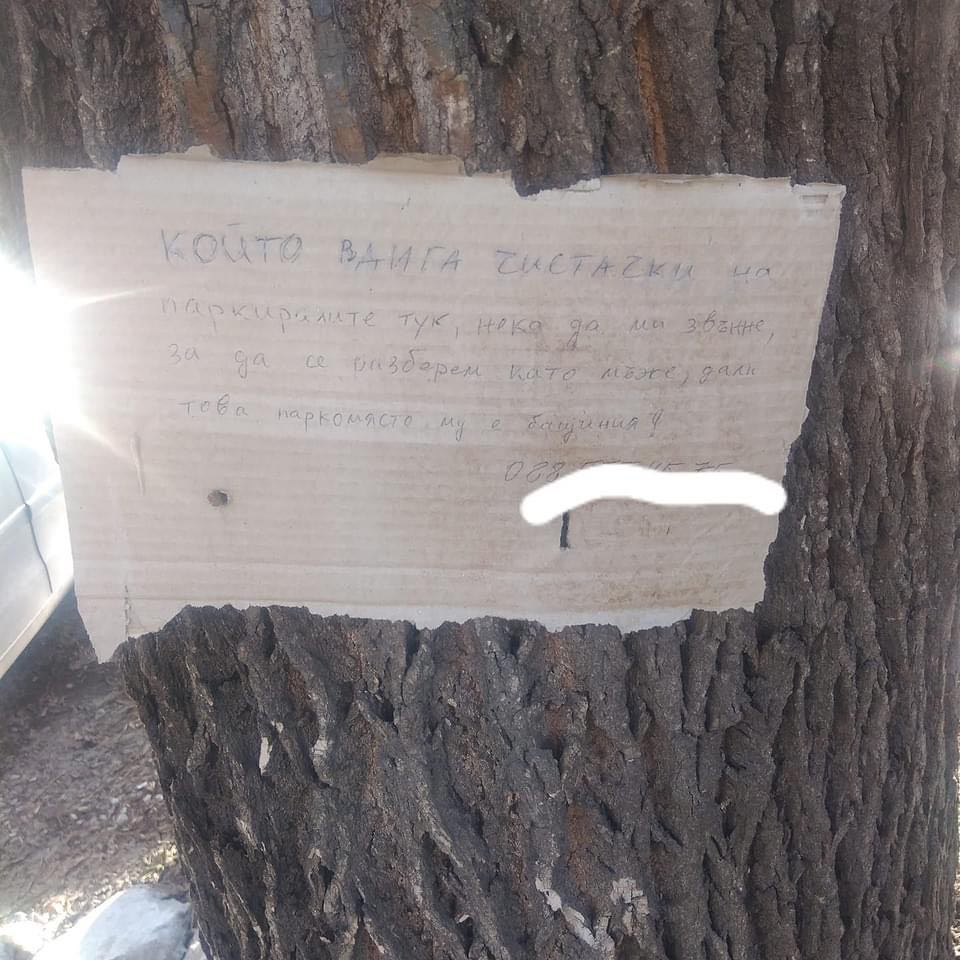 КОЙТО ВДИГА ЧИСТАЧКИ на
паркиралите тук, нека да ми звънне,
за да се разберем като мъже, дали
това паркомясто му е бащиния!
088